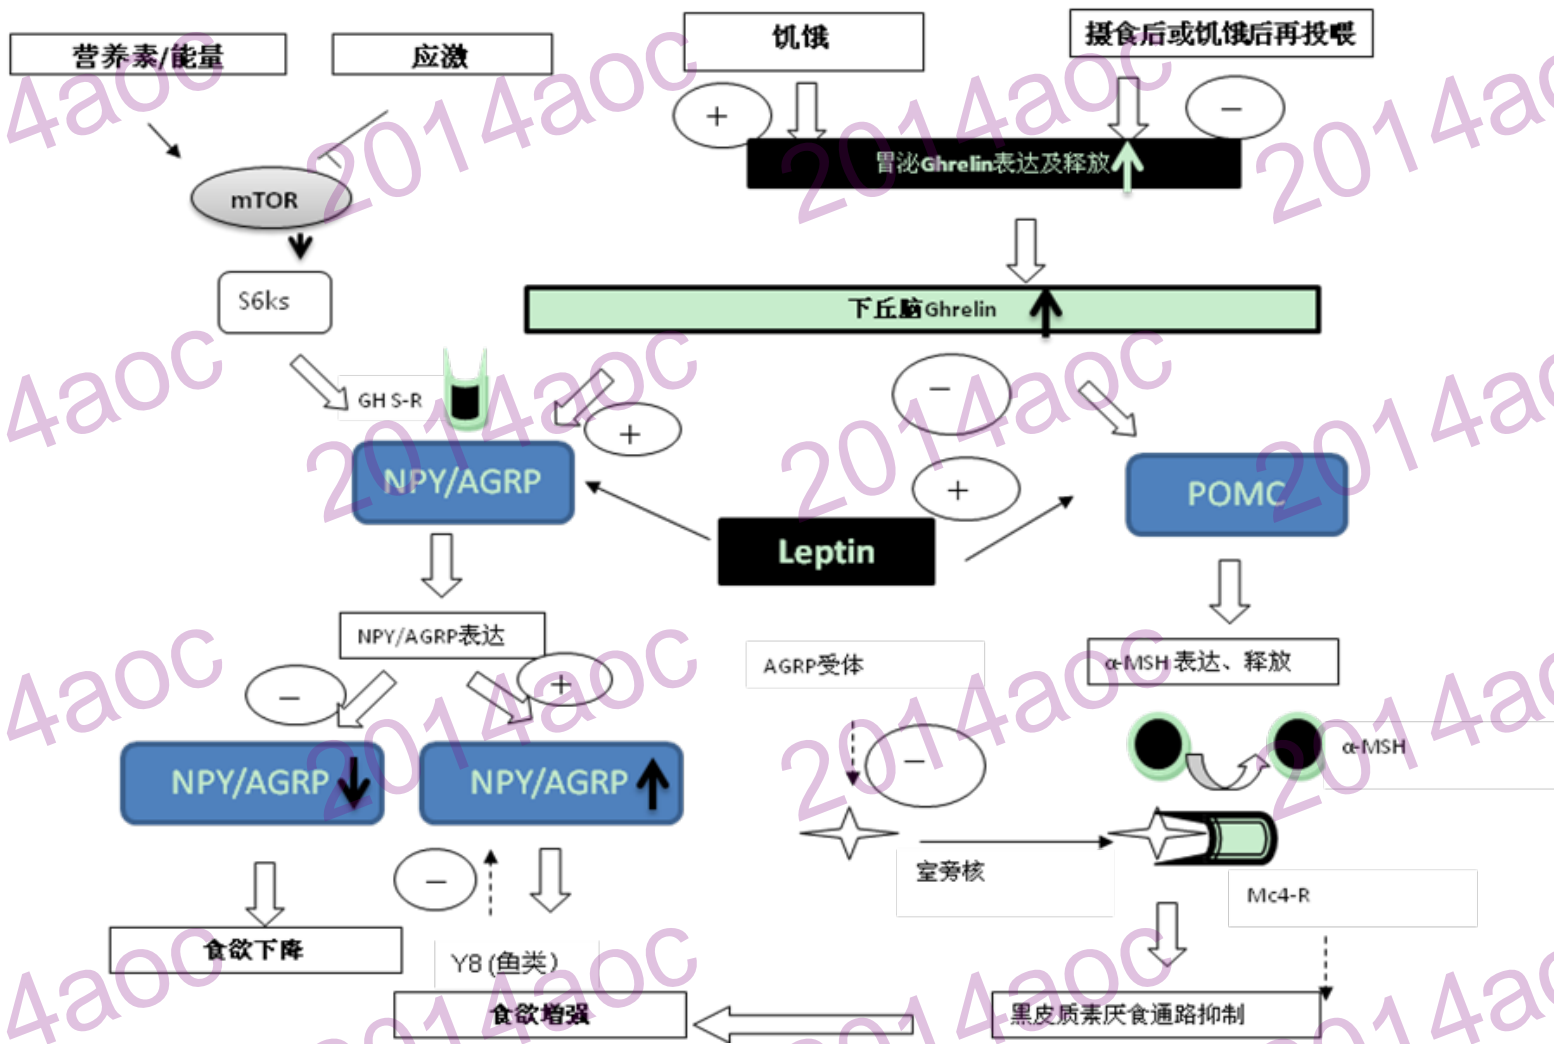 营养素/能量
应激
饥饿
摄食后或饥饿后再投喂
+
−
胃泌Ghrelin表达及释放
mTOR
S6ks
下丘脑Ghrelin
GH S-R
+
−
NPY/AGRP
+
POMC
Leptin
NPY/AGRP表达
AGRP受体
α-MSH 表达、释放
−
+
−
α-MSH
NPY/AGRP
NPY/AGRP
室旁核
Mc4-R
−
食欲下降
Y8 (鱼类)
食欲增强
黑皮质素厌食通路抑制
2014aoc